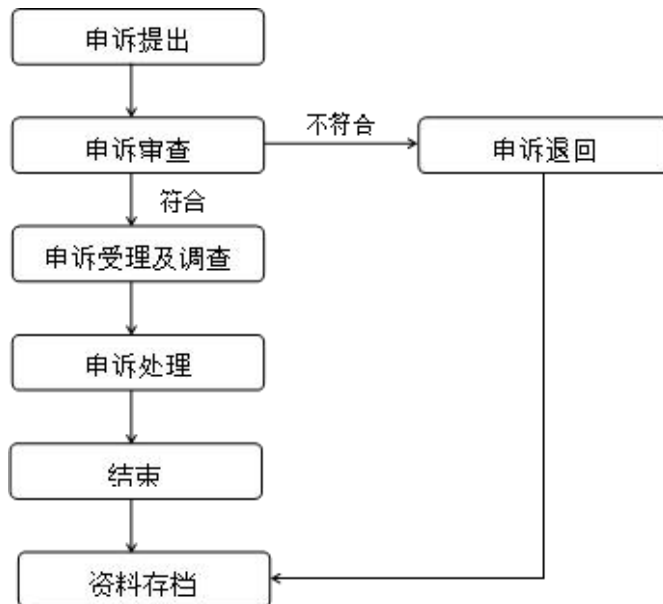 申诉提出
申诉审查
不符合
申诉退回
符合
申诉受理及调查
申诉处理
结束
资料存档